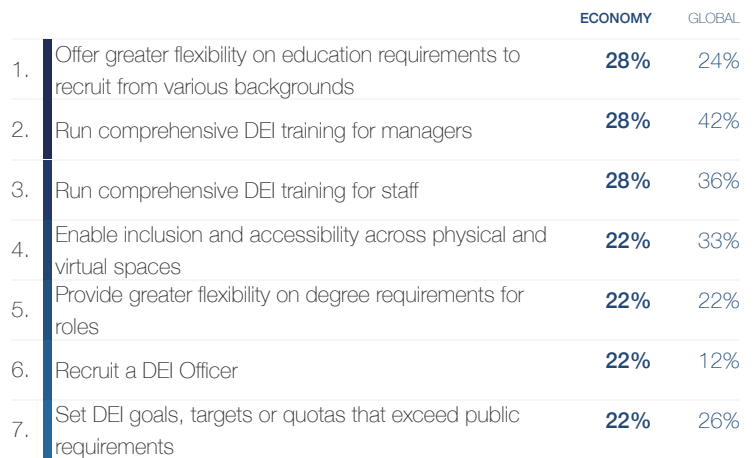 ECONOMY GLOBAL
Offer greater flexibility on education requirements to
1. 28% 24%
recruit from various backgrounds
2. Run comprehensive DEI training for managers 28% 42%
3. Run comprehensive DEI training for staff 28% 36%
Enable inclusion and accessibility across physical and
4. 22% 33%
virtual spaces
Provide greater flexibility on degree requirements for
5. 22% 22%
roles
6. Recruit a DEI Officer 22% 12%
Set DEI goals, targets or quotas that exceed public
7. 22% 26%
requirements